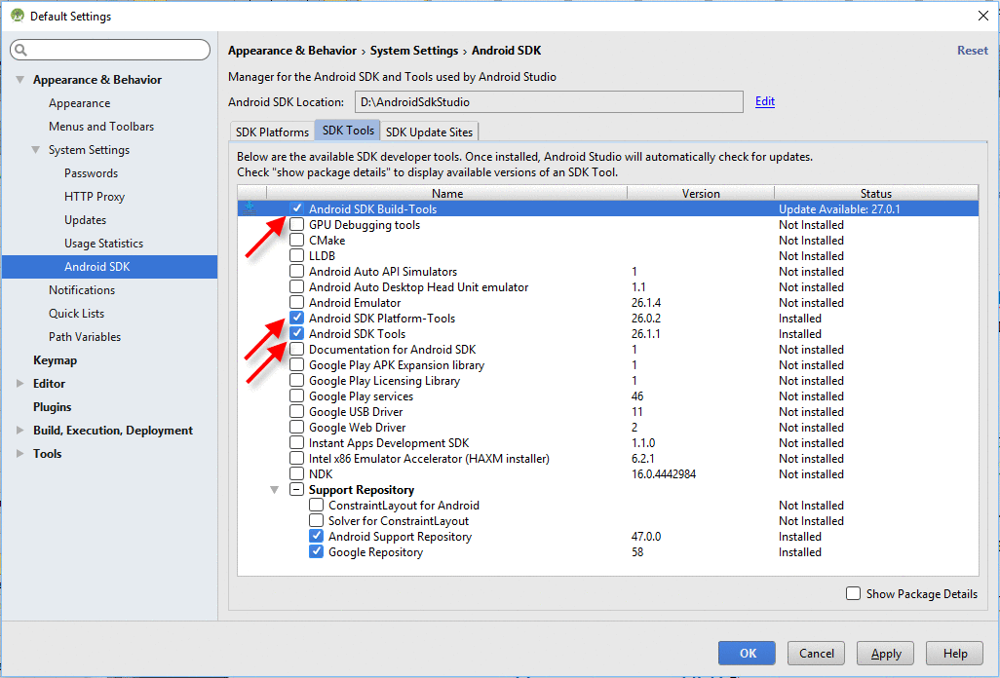 Default Settings
Appearance & Behavior
Appearance
Menus and Toolbars
System Settings
Passwords
HTTP Proxy
Updates
Usage Statistics
Android SDK
Notifications
Quick Lists
Path Variables
Keymap
Editor
Plugins
Build, Execution, Deployment
Tools
Appearance & Behavior › System Settings › Android SDK
Reset
Manager for the Android SDK and Tools used by Android Studio
Android SDK Location: D:\AndroidSdkStudio Edit
SDK Platforms SDK Tools SDK Update Sites
Below are the available SDK developer tools. Once installed, Android Studio will automatically check for updates.
Check "show package details" to display available versions of an SDK Tool.
Name Version Status
Android SDK Build-Tools Update Available: 27.0.1
GPU Debugging tools Not Installed
CMake Not Installed
LLDB Not Installed
Android Auto API Simulators 1 Not installed
Android Auto Desktop Head Unit emulator 1.1 Not installed
Android Emulator 26.1.4 Not installed
Android SDK Platform-Tools 26.0.2 Installed
Android SDK Tools 26.1.1 Installed
Documentation for Android SDK 1 Not installed
Google Play APK Expansion library 1 Not installed
Google Play Licensing Library 1 Not installed
Google Play services 46 Not installed
Google USB Driver 11 Not installed
Google Web Driver 2 Not installed
Instant Apps Development SDK 1.1.0 Not installed
Intel x86 Emulator Accelerator (HAXM installer) 6.2.1 Not installed
NDK 16.0.4442984 Not installed
Support Repository
ConstraintLayout for Android Not Installed
Solver for ConstraintLayout Not Installed
Android Support Repository 47.0.0 Installed
Google Repository 58 Installed
Show Package Details
OK Cancel Apply Help